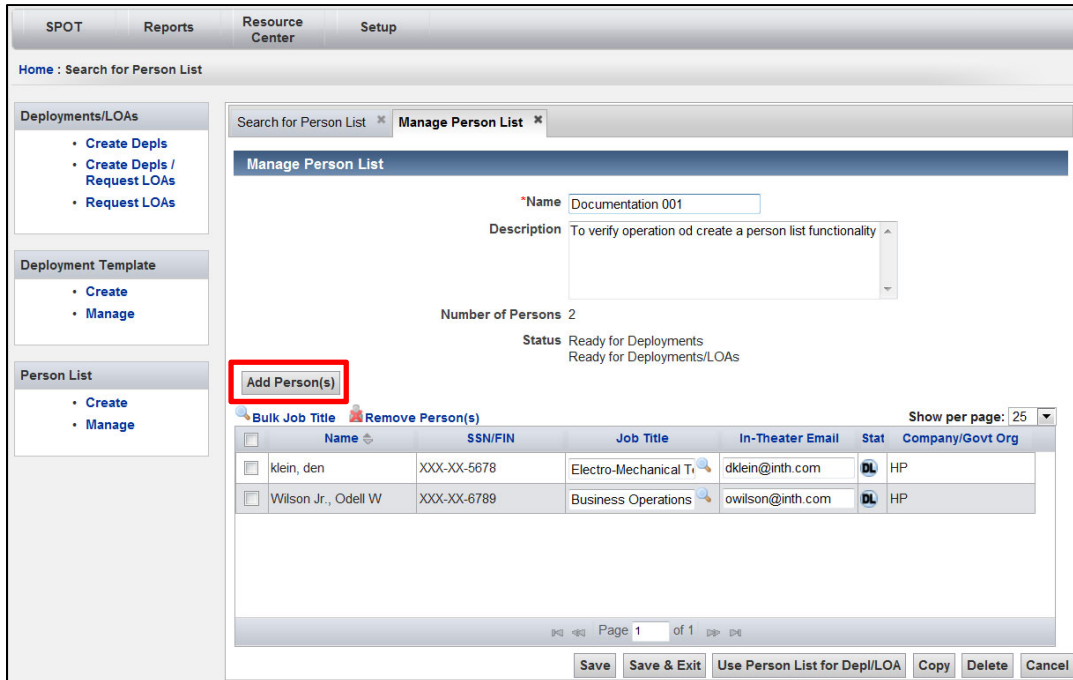 SPOT Reports Resource Center Setup
Home : Search for Person List
Deployments/LOAs
• Create Depls
• Create Depls /
Request LOAs
• Request LOAs
Deployment Template
• Create
• Manage
Person List
• Create
• Manage
Search for Person List × Manage Person List ×
Manage Person List
*Name Documentation 001
Description To verify operation od create a person list functionality
Number of Persons 2
Status Ready for Deployments
Ready for Deployments/LOAs
Add Person(s)
Bulk Job Title Remove Person(s) Show per page: 25
Name SSN/FIN Job Title In-Theater Email Stat Company/Govt Org
klein, den XXX-XX-5678 Electro-Mechanical dklein@inth.com DL HP
Wilson Jr., Odell W XXX-XX-6789 Business Operations owilson@inth.com DL HP
Page 1 of 1
Save Save & Exit Use Person List for Depl/LOA Copy Delete Cancel